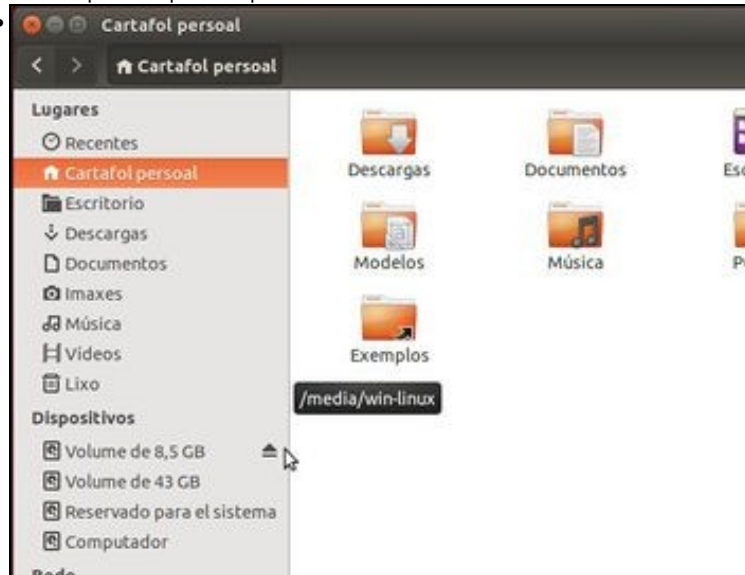 Cartafol persoal
Cartafol persoal
Lugares
Recentes
Cartafol persoal
Escritorio
Descargas
Documentos
Imaxes
Música
Vídeos
Lixo
Dispositivos
Volume de 8,5 GB
Volume de 43 GB
Reservado para el sistema
Computador
Descargas
Documentos
Modelos
Música
Exemplos
/media/win-linux